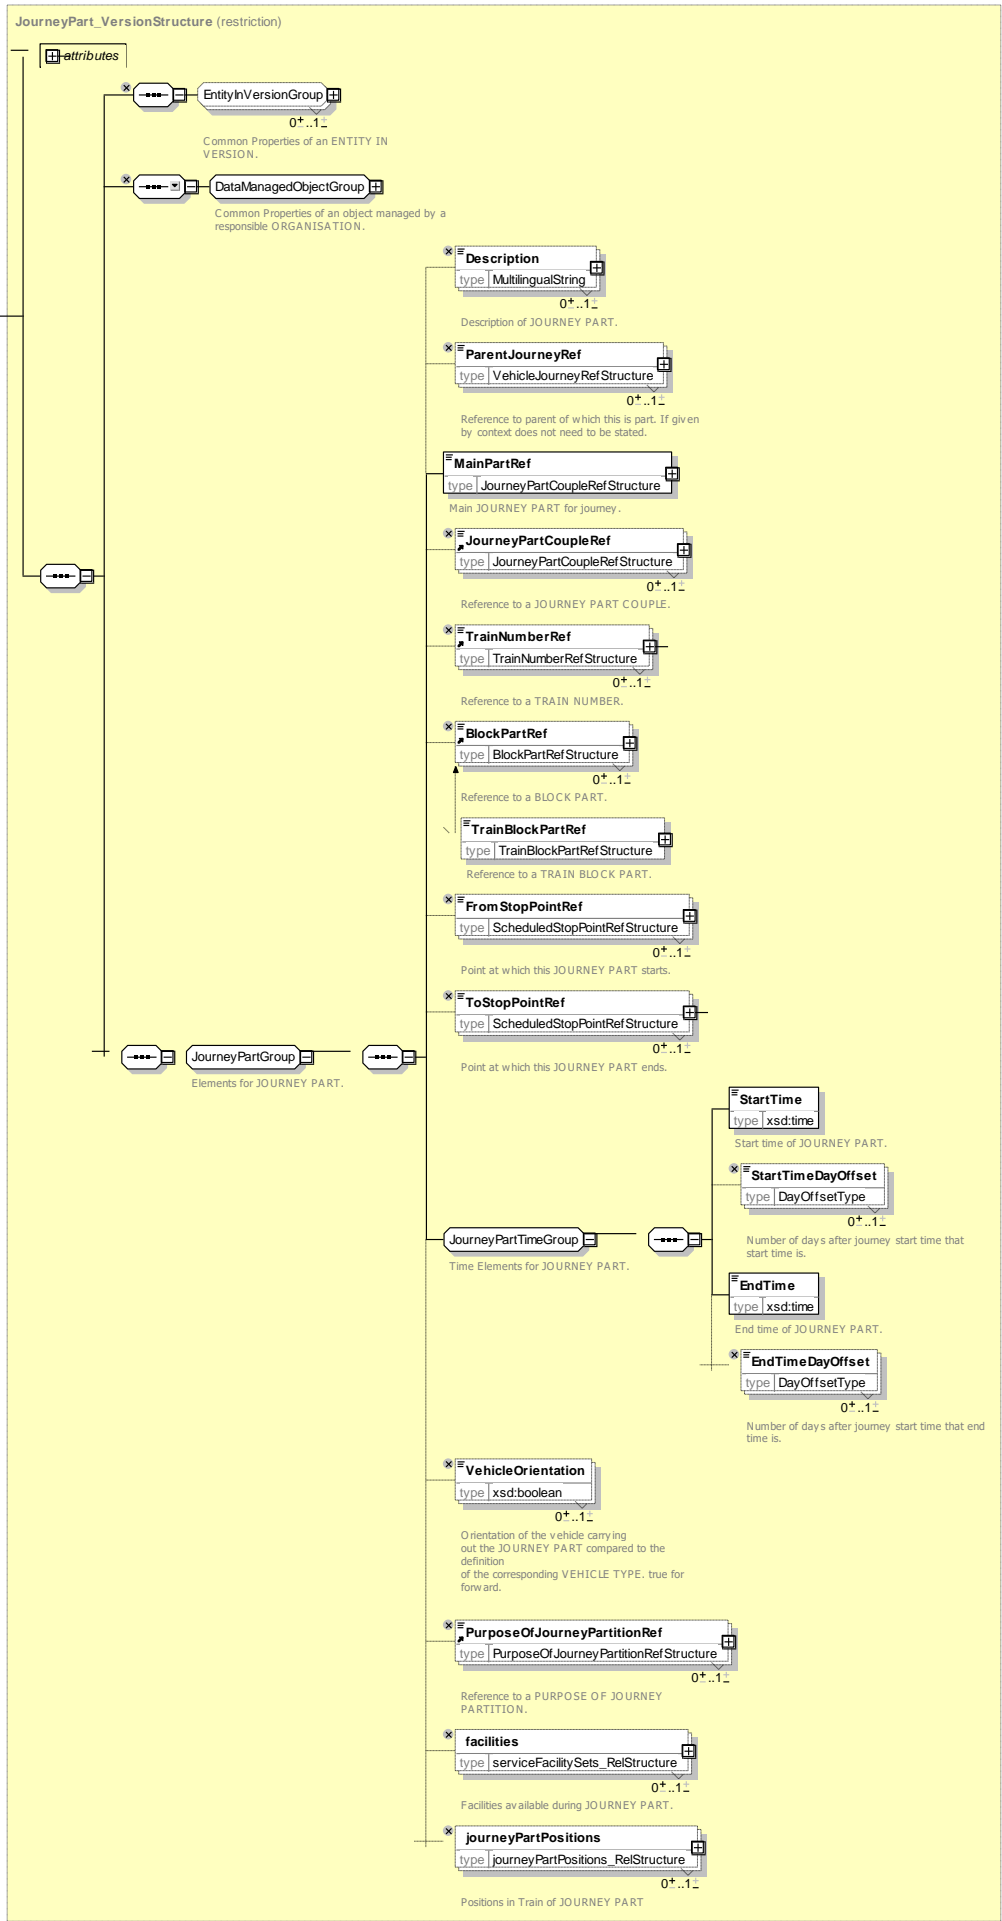 JourneyPart_VersionStructure (restriction)
attributes
EntityInVersionGroup
0..1
Common Properties of an ENTITY IN
VERSION.
DataManagedObjectGroup
Common Properties of an object managed by a
responsible ORGANISATION.
Description
type MultilingualString
0..1
Description of JOURNEY PART.
ParentJourneyRef
type VehicleJourneyRefStructure
0..1
Reference to parent of which this is part. If given
by context does not need to be stated.
MainPartRef
type JourneyPartCoupleRefStructure
Main JOURNEY PART for journey.
JourneyPartCoupleRef
type JourneyPartCoupleRefStructure
0..1
Reference to a JOURNEY PART COUPLE.
TrainNumberRef
type TrainNumberRefStructure
0..1
Reference to a TRAIN NUMBER.
BlockPartRef
type BlockPartRefStructure
0..1
Reference to a BLOCK PART.
TrainBlockPartRef
type TrainBlockPartRefStructure
Reference to a TRAIN BLOCK PART.
FromStopPointRef
type ScheduledStopPointRefStructure
0..1
Point at which this JOURNEY PART starts.
ToStopPointRef
type ScheduledStopPointRefStructure
0..1
Point at which this JOURNEY PART ends.
JourneyPartGroup
Elements for JOURNEY PART.
StartTime
type xsd:time
Start time of JOURNEY PART.
StartTimeDayOffset
type DayOffsetType
0..1
Number of days after journey start time that
start time is.
JourneyPartTimeGroup
Time Elements for JOURNEY PART.
EndTime
type xsd:time
End time of JOURNEY PART.
EndTimeDayOffset
type DayOffsetType
0..1
Number of days after journey start time that end
time is.
VehicleOrientation
type xsd:boolean
0..1
Orientation of the vehicle carrying
out the JOURNEY PART compared to the
definition
of the corresponding VEHICLE TYPE. true for
forward.
PurposeOfJourneyPartitionRef
type PurposeOfJourneyPartitionRefStructure
0..1
Reference to a PURPOSE OF JOURNEY
PARTITION.
facilities
type serviceFacilitySets_RelStructure
0..1
Facilities available during JOURNEY PART.
journeyPartPositions
type journeyPartPositions_RelStructure
0..1
Positions in Train of JOURNEY PART